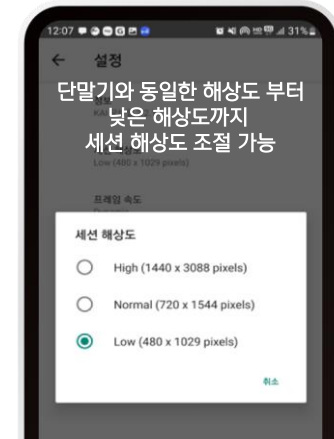 12:07
31%
설정
단말기와 동일한 해상도 부터
낮은 해상도까지
세션 해상도 조절 가능
Low (480 x 1029 pixels)
프레임 속도
세션 해상도
High (1440 x 3088 pixels)
Normal (720 x 1544 pixels)
Low (480 x 1029 pixels)
취소